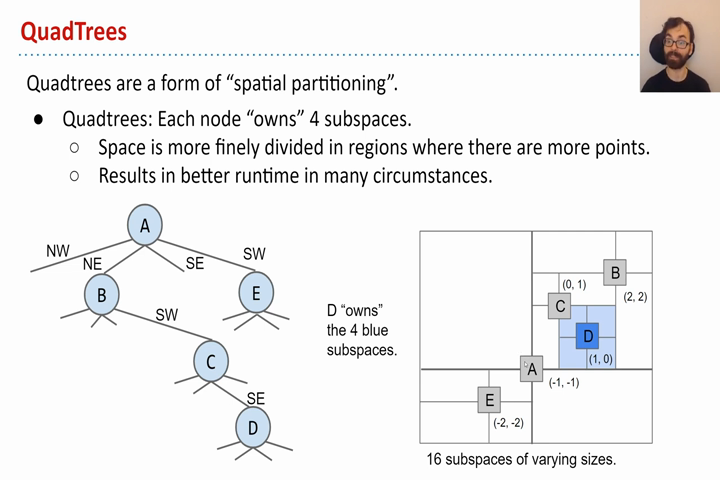 QuadTrees
Quadtrees are a form of “spatial partitioning”.
● Quadtrees: Each node “owns” 4 subspaces.
○ Space is more finely divided in regions where there are more points.
○ Results in better runtime in many circumstances.
A
NW
NE
SE
SW
B
E
SW
C
SE
D
D “owns”
the 4 blue
subspaces.
B
(0, 1)
(2, 2)
C
D
(1, 0)
A
(-1, -1)
E
(-2, -2)
16 subspaces of varying sizes.